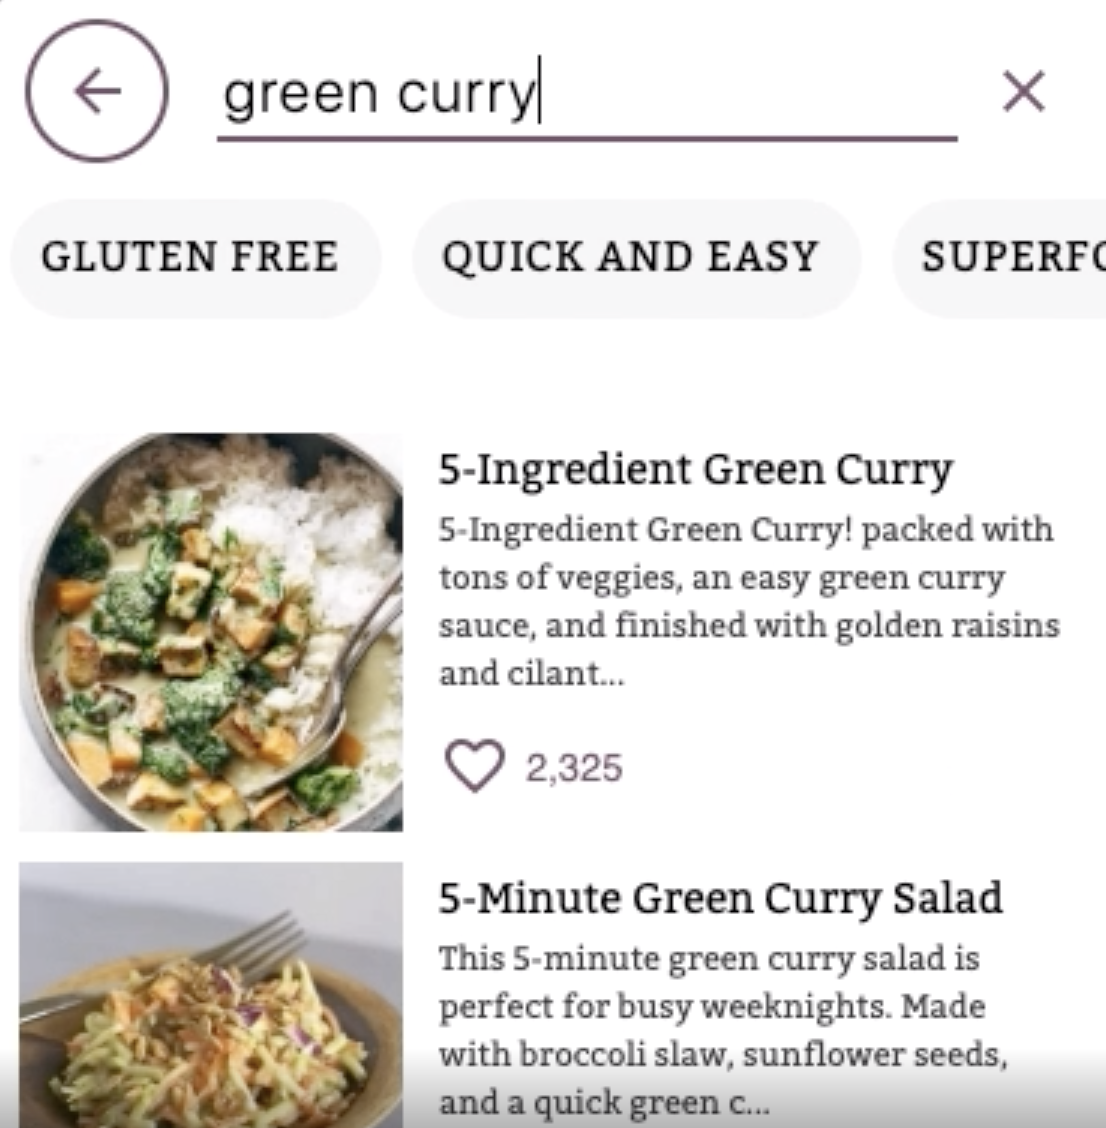 green curry
GLUTEN FREE
QUICK AND EASY
5-Ingredient Green Curry
5-Ingredient Green Curry! packed with
tons of veggies, an easy green curry
sauce, and finished with golden raisins
and cilant...
2,325
5-Minute Green Curry Salad
This 5-minute green curry salad is
perfect for busy weeknights. Made
with broccoli slaw, sunflower seeds,
and a quick green c...